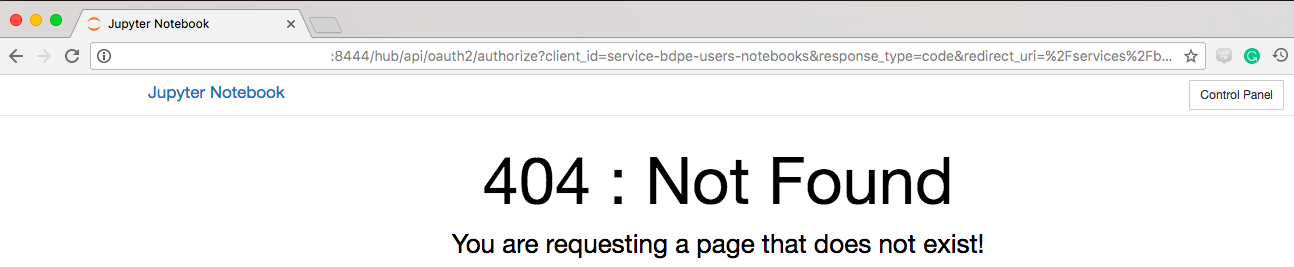 Jupyter Notebook
:8444/hub/api/oauth2/authorize?client_id=service-bdpe-users-notebooks&response_type=code&redirect_uri=%2Fservices%2Fb...
Jupyter Notebook
Control Panel
404 : Not Found
You are requesting a page that does not exist!